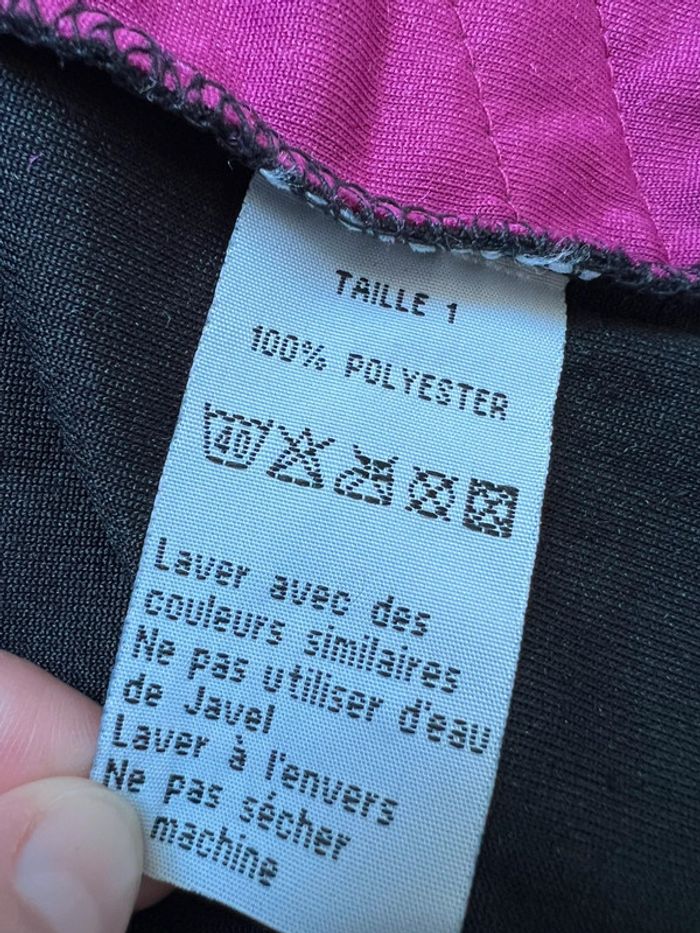 TAILLE 1
100% POLYESTER
40
Laver avec des
couleurs similaires
Ne pas utiliser d'eau
de Javel
Laver à l'envers
Ne pas sécher
machine